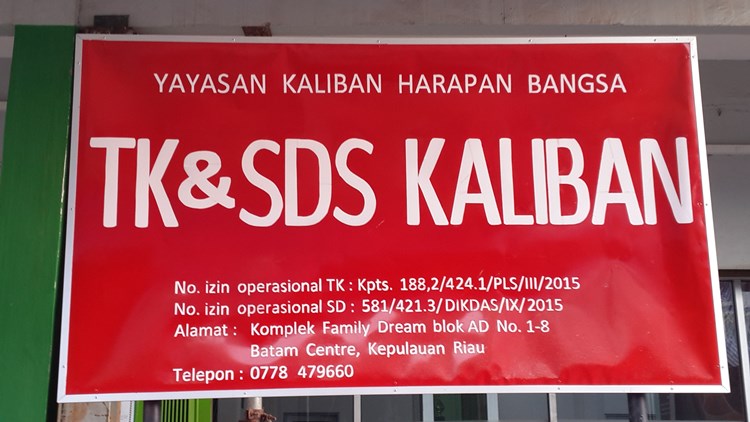 YAYASAN KALIBAN HARAPAN BANGSA
TK&SDS KALIBAN
No. izin operasional TK : Kpts. 188,2/424.1/PLS/III/2015
No. izin operasional SD : 581/421.3/DIKDAS/IX/2015
Alamat : Komplek Family Dream blok AD No. 1-8
Batam Centre, Kepulauan Riau
Telepon : 0778 479660